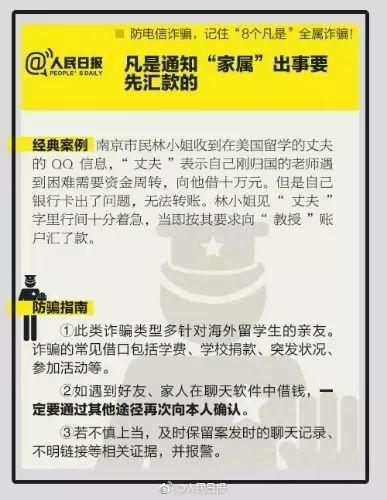 防电信诈骗，记住“8个凡是”全属诈骗！
@人民日报
PEOPLE'S DAILY
凡是通知“家属”出事要
先汇款的
经典案例 南京市民林小姐收到在美国留学的丈夫
的QQ信息，“丈夫”表示自己刚归国的老师遇
到困难需要资金周转，向他借十万元。但是自己
银行卡出了问题，无法转账。林小姐见“丈夫”
字里行间十分着急，当即按其要求向“教授”账
户汇了款。
防骗指南
①此类诈骗类型多针对海外留学生的亲友。
诈骗的常见借口包括学费、学校捐款、突发状况、
参加活动等。
②如遇到好友、家人在聊天软件中借钱，一
定要通过其他途径再次向本人确认。
③若不慎上当，及时保留案发时的聊天记录、
不明链接等相关证据，并报警。
@人民日报